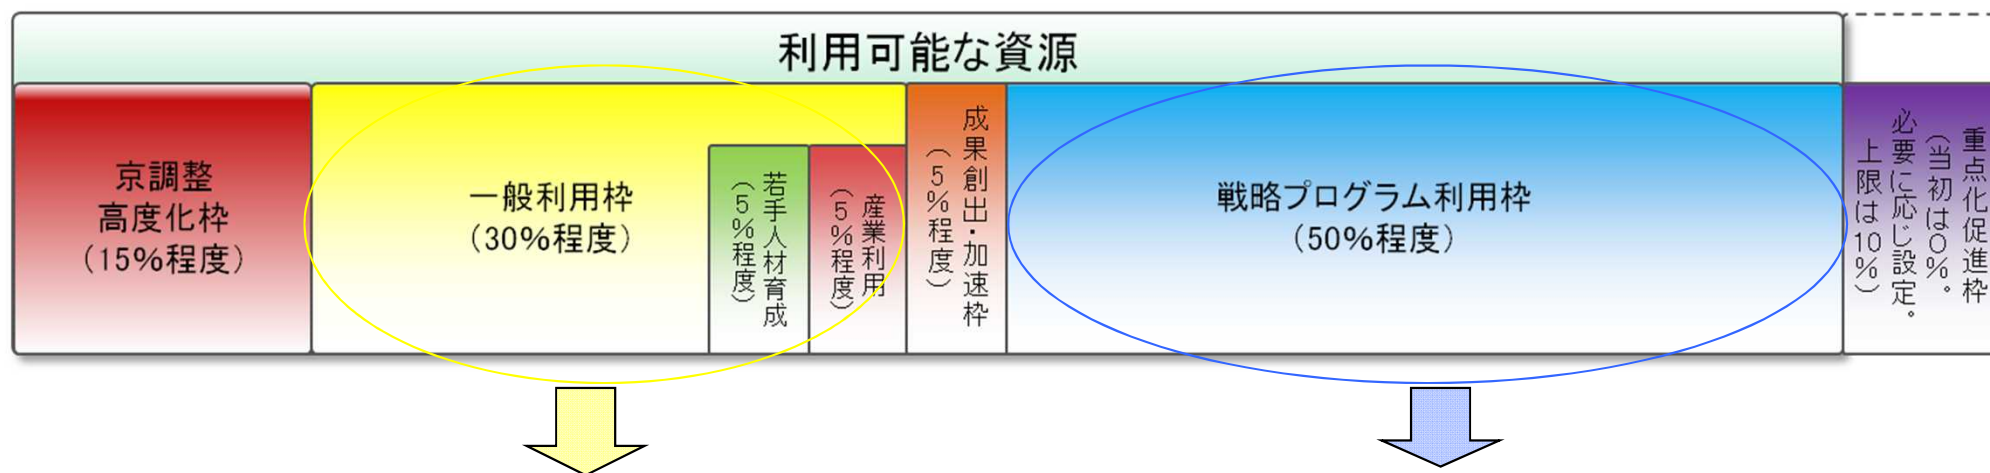 利用可能な資源
京調整
高度化枠
（15%程度）
一般利用枠
（30%程度）
若手人材育成
（5%程度）
産業利用
（5%程度）
成果創出・加速枠
（5%程度）
戦略プログラム利用枠
（50%程度）
重点化促進枠
（当初は0%。
必要に応じ設定。
上限は10%）